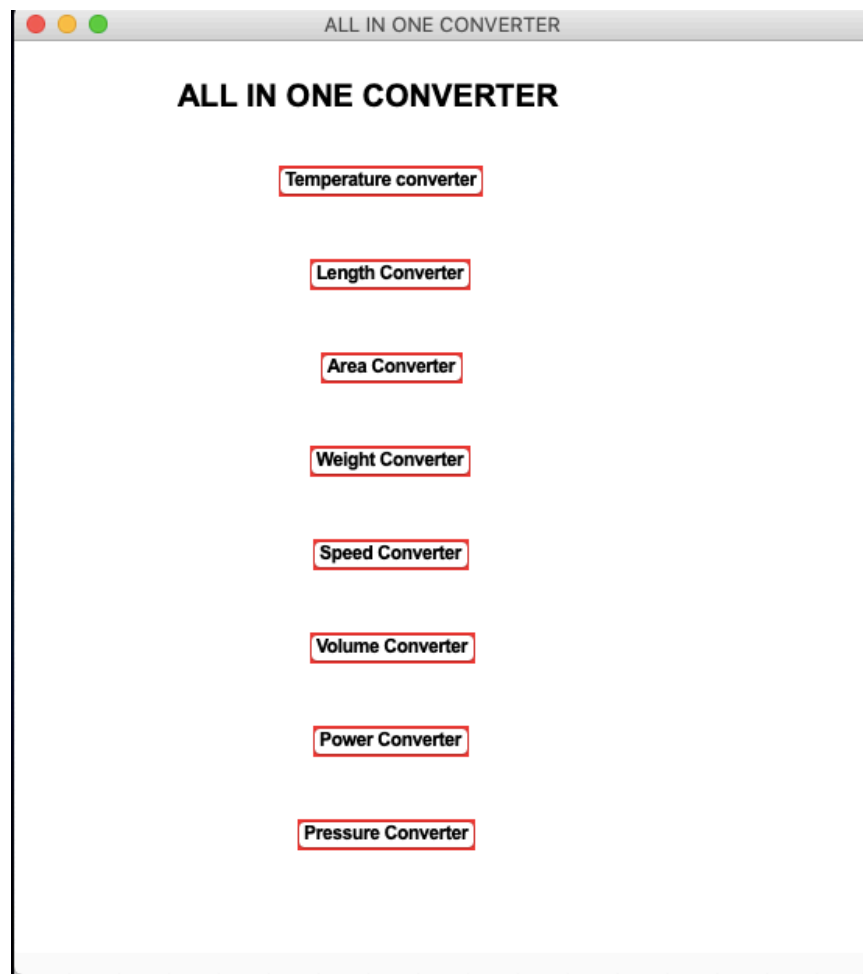 ALL IN ONE CONVERTER
ALL IN ONE CONVERTER
Temperature converter
Length Converter
Area Converter
Weight Converter
Speed Converter
Volume Converter
Power Converter
Pressure Converter